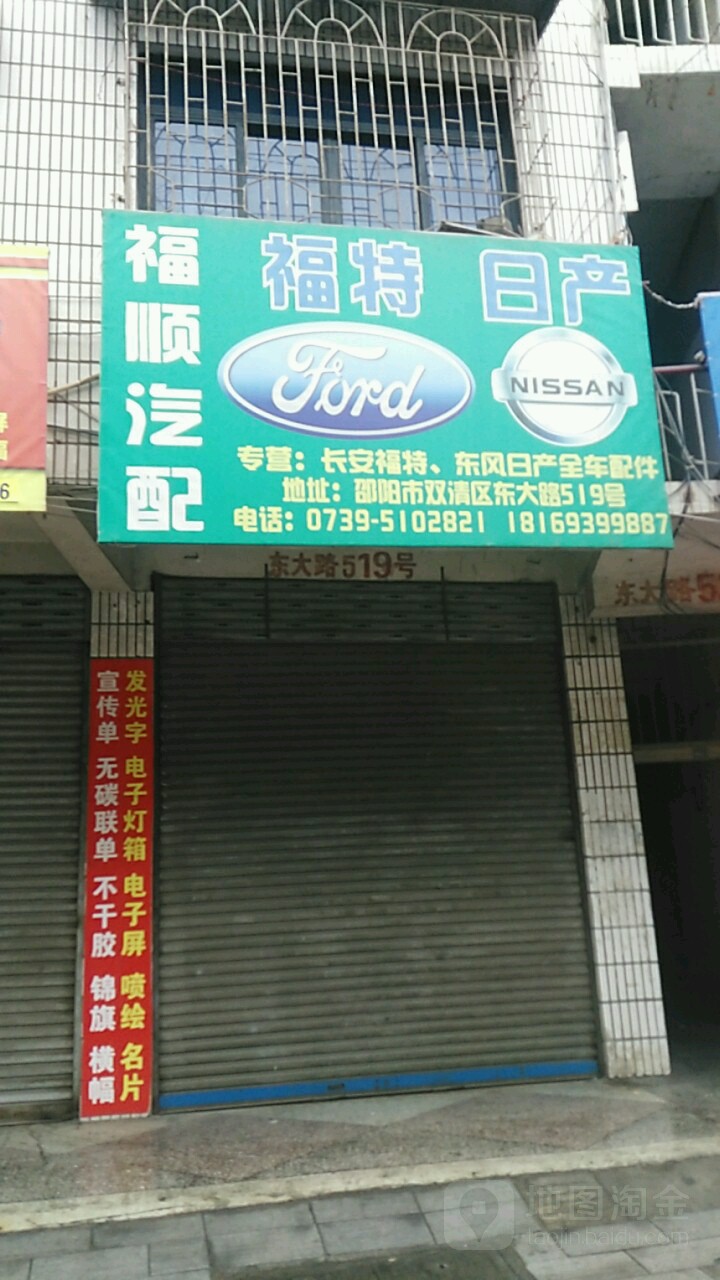 福顺汽配
福特 日产
Ford
NISSAN
专营：长安福特、东风日产全车配件
地址：邵阳市双清区东大路519号
电话：0739-5102821 18169399887
6
东大路519号
东大路5
发光字 电子灯箱 电子屏 喷绘 名片
宣传单 无碳联单 不干胶 锦旗 横幅
地图淘金